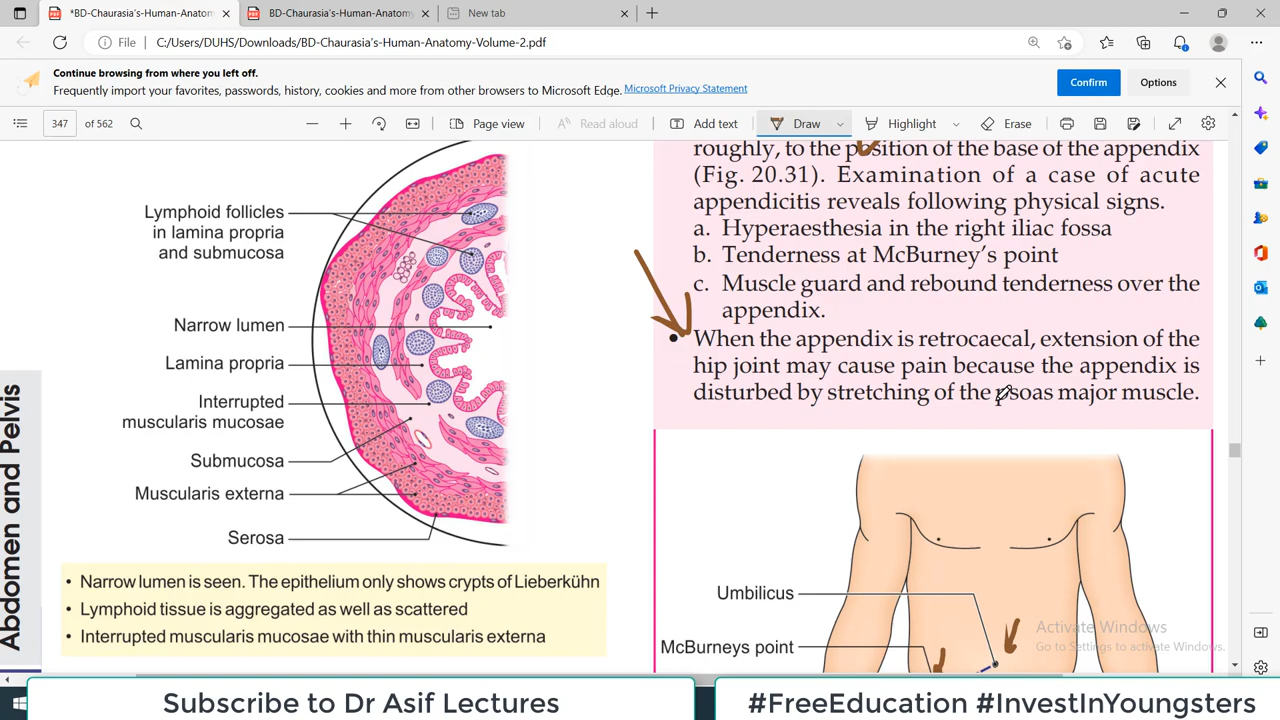 *BD-Chaurasia's-Human-Anatomy
BD-Chaurasia's-Human-Anatomy-
New tab
File
C:/Users/DUHS/Downloads/BD-Chaurasia's-Human-Anatomy-Volume-2.pdf
Continue browsing from where you left off.
Frequently import your favorites, passwords, history, cookies and more from other browsers to Microsoft Edge. Microsoft Privacy Statement
Confirm
Options
347 of 562
Page view
Read aloud
Add text
Draw
Highlight
Erase
Lymphoid follicles
in lamina propria
and submucosa
Narrow lumen
Lamina propria
Interrupted
muscularis mucosae
Submucosa
Muscularis externa
Serosa
• Narrow lumen is seen. The epithelium only shows crypts of Lieberkühn
• Lymphoid tissue is aggregated as well as scattered
• Interrupted muscularis mucosae with thin muscularis externa
Abdomen and Pelvis
roughly, to the position of the base of the appendix
(Fig. 20.31). Examination of a case of acute
appendicitis reveals following physical signs.
a. Hyperaesthesia in the right iliac fossa
b. Tenderness at McBurney's point
c. Muscle guard and rebound tenderness over the
appendix.
• When the appendix is retrocaecal, extension of the
hip joint may cause pain because the appendix is
disturbed by stretching of the psoas major muscle.
Umbilicus
McBurneys point
Activate Windows
Go to Settings to activate Windows.
Subscribe to Dr Asif Lectures
#FreeEducation #InvestInYoungsters